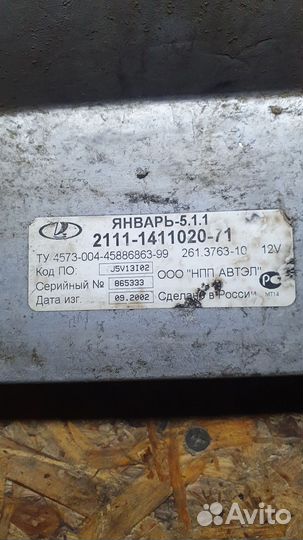 ЯНВАРЬ-5.1.1
2111-1411020-71
ТУ 4573-004-45886863-99 261.3763-10 12V
Код ПО: J5V13I02 ООО "НПП АВТЭЛ"
Серийный № 865333
Дата изг. 09.2002 Сделано в России МП14
Avito